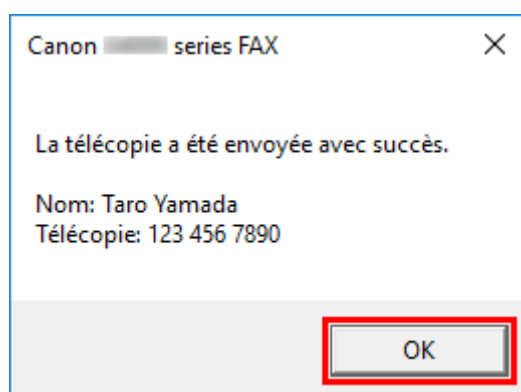 Canon series FAX
La télécopie a été envoyée avec succès.
Nom: Taro Yamada
Télécopie: 123 456 7890
OK